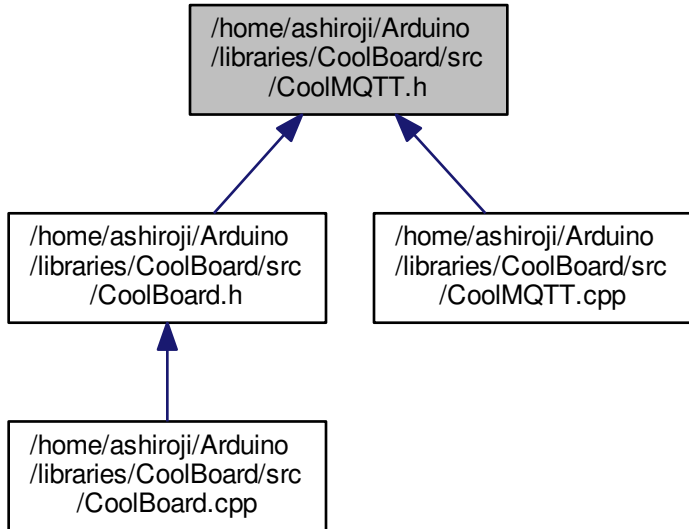 /home/ashiroji/Arduino
/libraries/CoolBoard/src
/CoolMQTT.h
/home/ashiroji/Arduino
/libraries/CoolBoard/src
/CoolBoard.h
/home/ashiroji/Arduino
/libraries/CoolBoard/src
/CoolMQTT.cpp
/home/ashiroji/Arduino
/libraries/CoolBoard/src
/CoolBoard.cpp